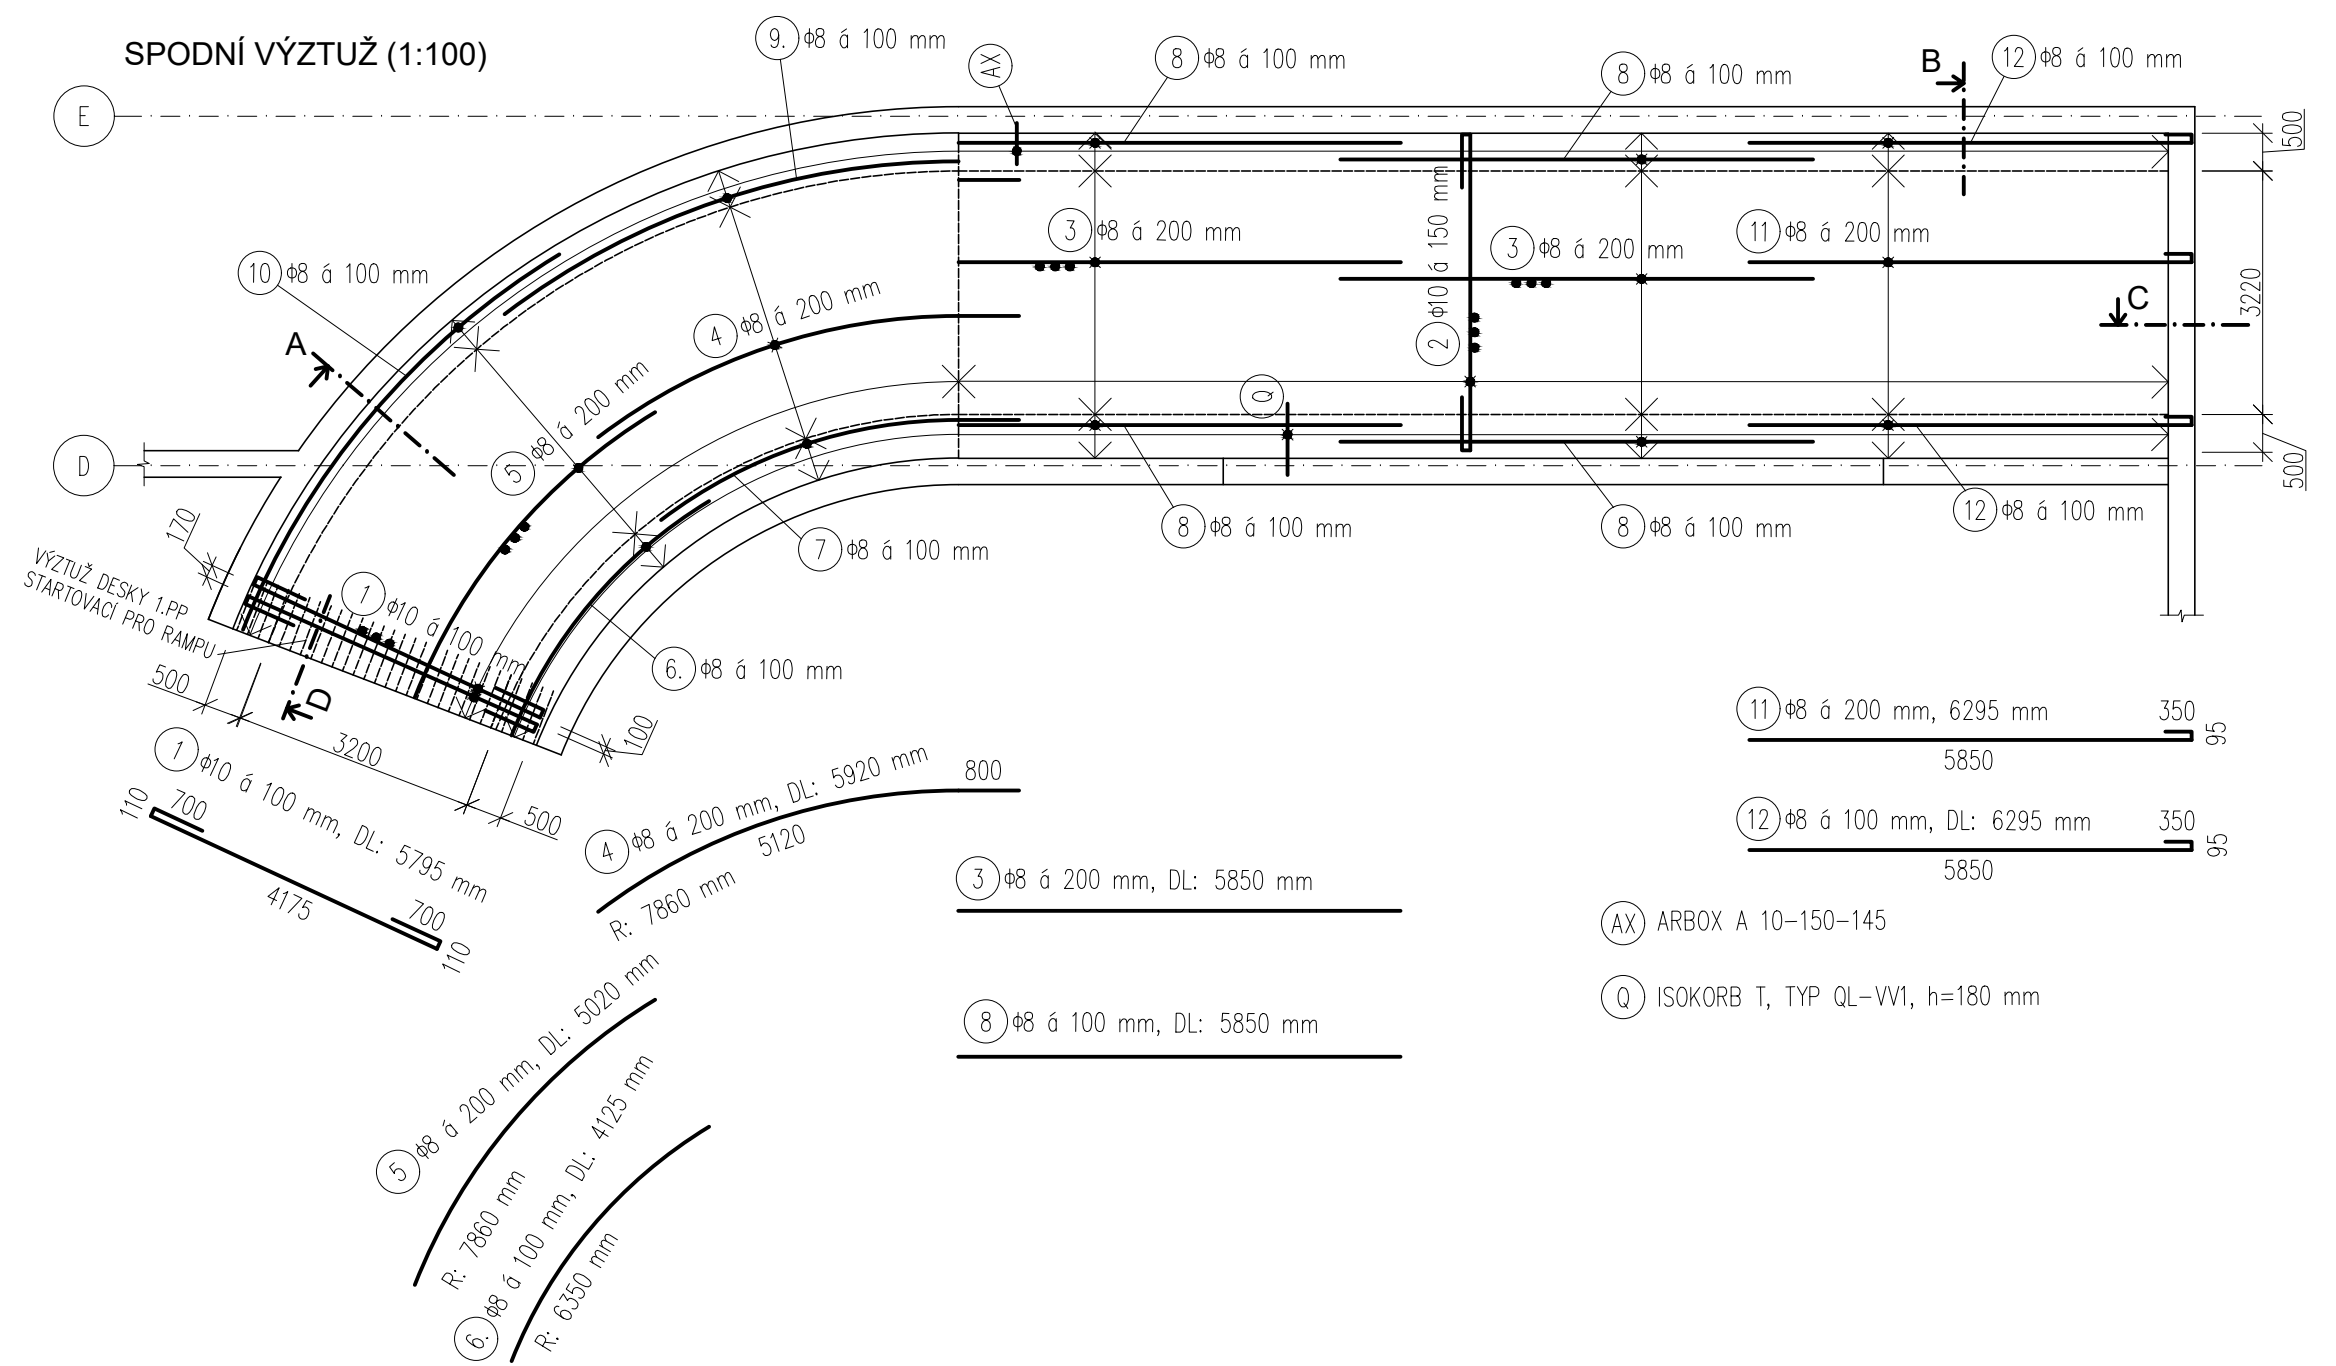 SPODNÍ VÝZTUŽ (1:100)
9. ϕ8 á 100 mm
AX
8 ϕ8 á 100 mm
8 ϕ8 á 100 mm
B
12 ϕ8 á 100 mm
E
500
10 ϕ8 á 100 mm
3 ϕ8 á 200 mm
2 ϕ10 á 150 mm
3 ϕ8 á 200 mm
11 ϕ8 á 200 mm
3220
C
A
4 ϕ8 á 200 mm
5 ϕ8 á 200 mm
Q
D
500
170
7 ϕ8 á 100 mm
8 ϕ8 á 100 mm
8 ϕ8 á 100 mm
12 ϕ8 á 100 mm
VÝZTUŽ DESKY 1.PP
STARTOVACÍ PRO RAMPU
1 ϕ10 á 100 mm
6. ϕ8 á 100 mm
500
D
3200
100
500
1 ϕ10 á 100 mm, DL: 5795 mm
110
700
4175
700
110
4 ϕ8 á 200 mm, DL: 5920 mm
800
5120
R: 7860 mm
11 ϕ8 á 200 mm, 6295 mm
350
95
5850
12 ϕ8 á 100 mm, DL: 6295 mm
350
95
5850
3 ϕ8 á 200 mm, DL: 5850 mm
AX ARBOX A 10-150-145
Q ISOKORB T, TYP QL-VV1, h=180 mm
8 ϕ8 á 100 mm, DL: 5850 mm
5 ϕ8 á 200 mm, DL: 5020 mm
R: 7860 mm
6. ϕ8 á 100 mm, DL: 4125 mm
R: 6350 mm